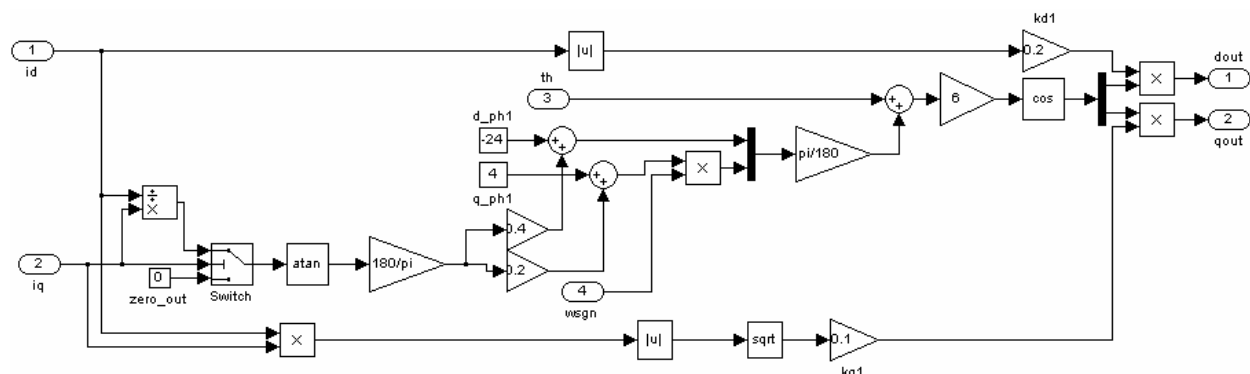 kd1
1
|u|
0.2
dout
id
th
1
3
+
+
6
cos
×
2
d_ph1
-24
+
+
×
qout
4
+
+
×
pi/180
÷
×
q_ph1
0.4
2
atan
180/pi
0.2
iq
0
zero_out
Switch
4
wsgn
×
|u|
sqrt
0.1
kq1